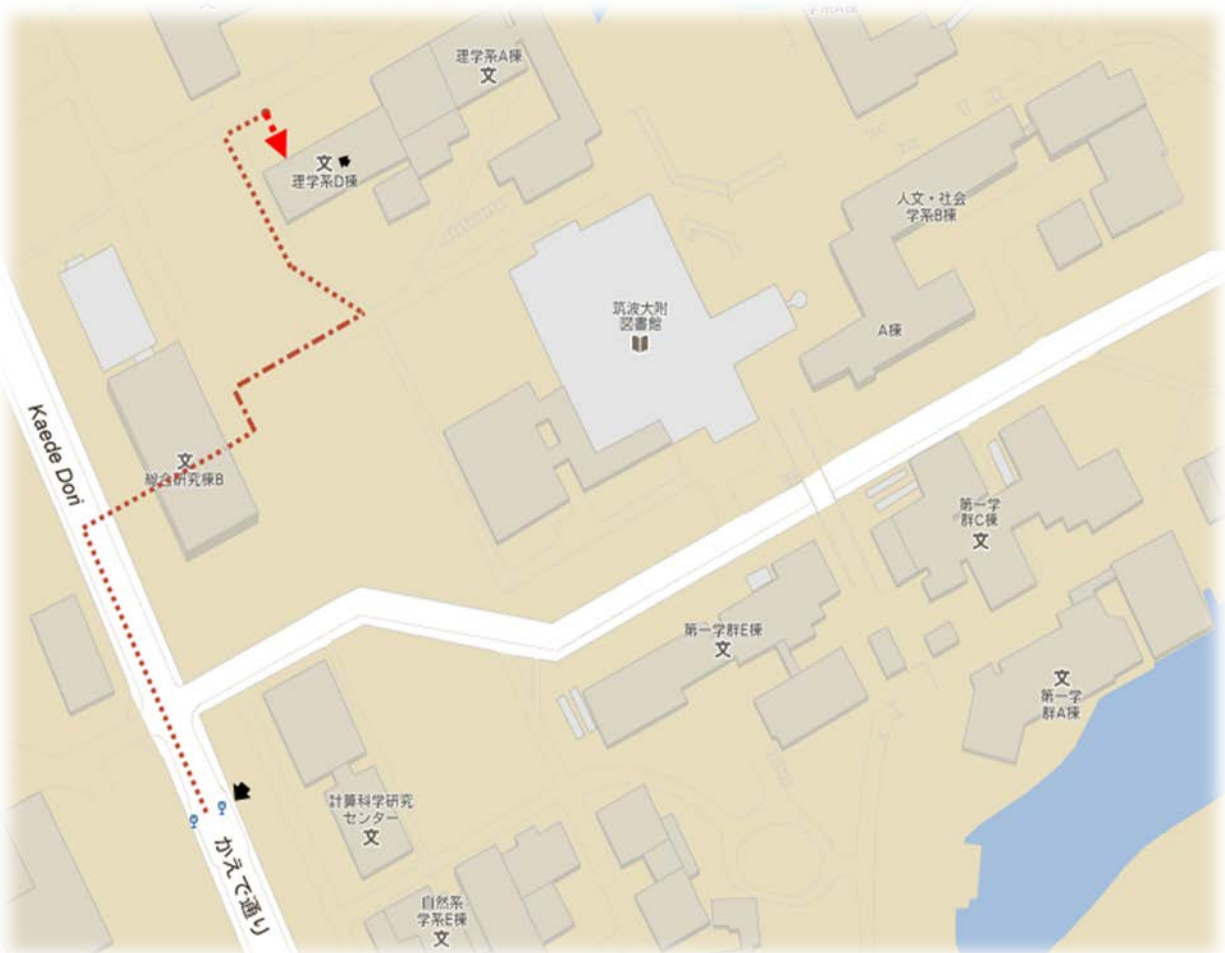 学系A棟
理学系A棟
文
文
理学系D棟
人文・社会
学系B棟
筑波大附
図書館
A棟
Kaede Dori
文
総合研究棟B
第一学
群C棟
文
第一学群E棟
文
文
第一学
群A棟
計算科学研究
センター
文
かえで通り
自然系
学系E棟
文